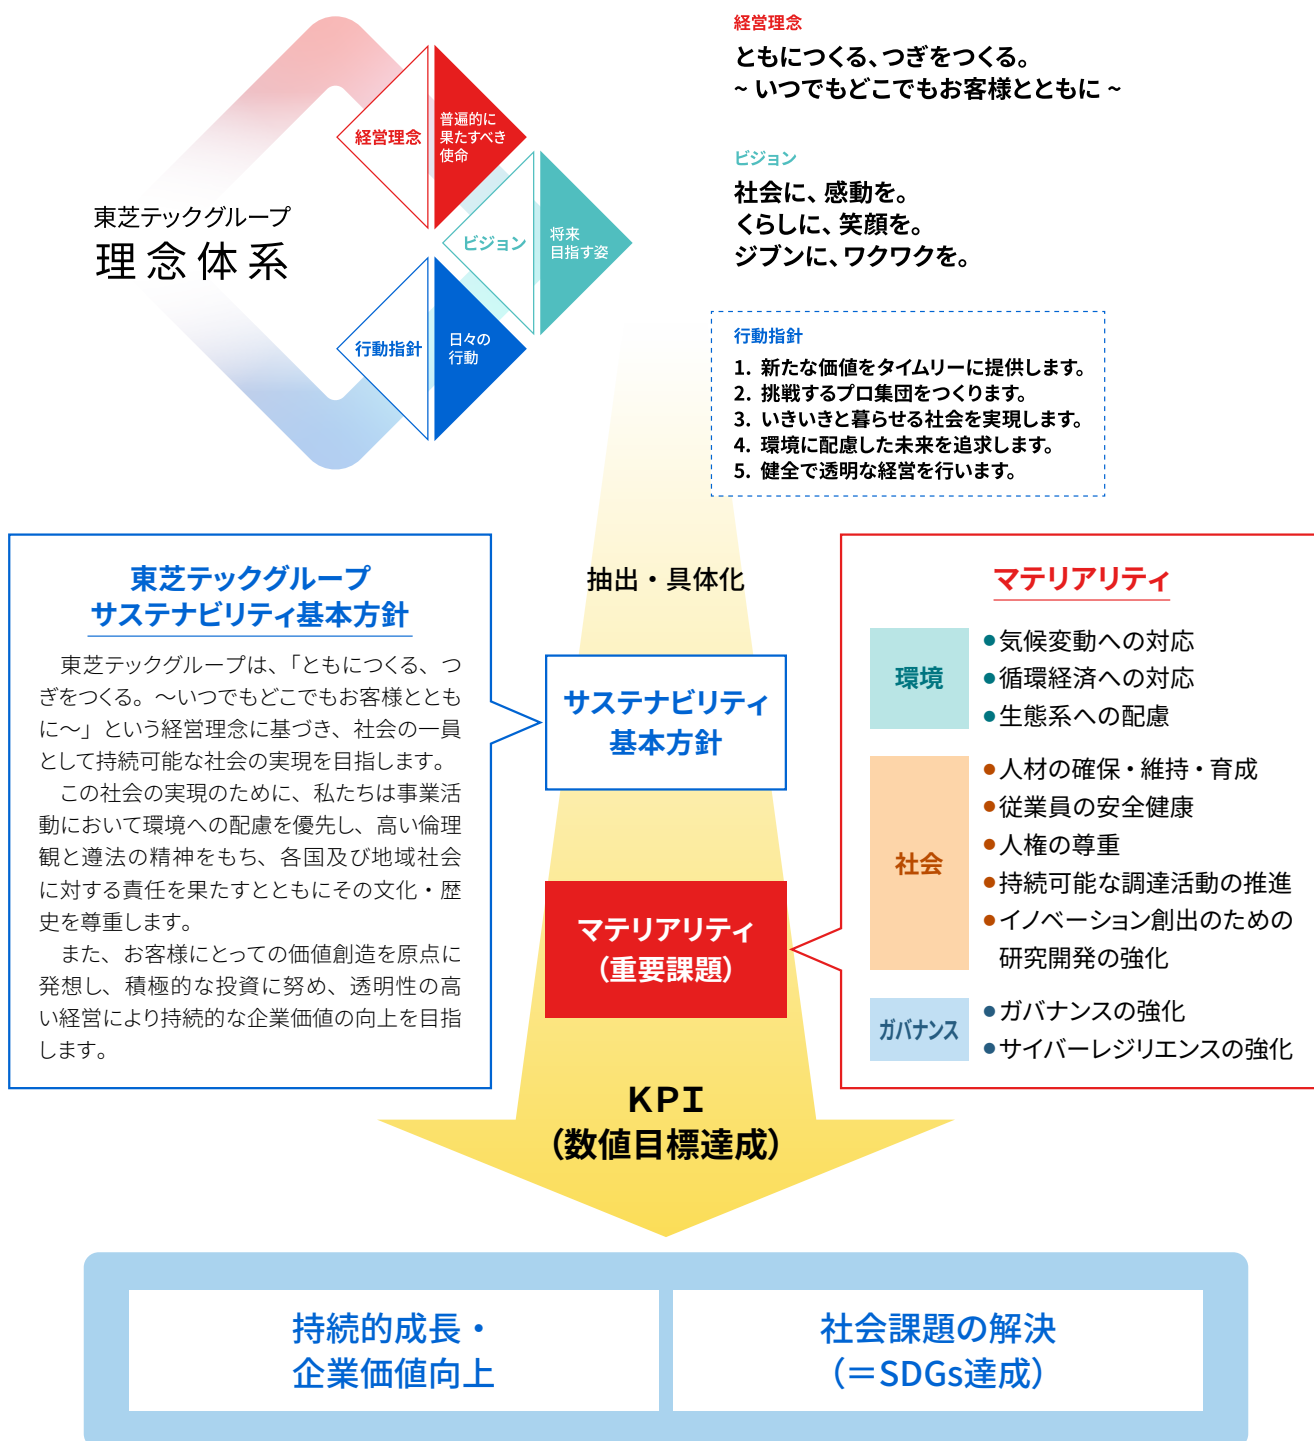 東芝テックグループ
理念体系
経営理念
普遍的に
果たすべき
使命
ビジョン
将来
目指す姿
行動指針
日々の
行動
経営理念
ともにつくる、つぎをつくる。
~ いつでもどこでもお客様とともに ~
ビジョン
社会に、感動を。
くらしに、笑顔を。
ジブンに、ワクワクを。
行動指針
1. 新たな価値をタイムリーに提供します。
2. 挑戦するプロ集団をつくります。
3. いきいきと暮らせる社会を実現します。
4. 環境に配慮した未来を追求します。
5. 健全で透明な経営を行います。
抽出・具体化
東芝テックグループ
サステナビリティ基本方針
東芝テックグループは、「ともにつくる、つ
ぎをつくる。～いつでもどこでもお客様ととも
に～」という経営理念に基づき、社会の一員
として持続可能な社会の実現を目指します。
この社会の実現のために、私たちは事業活
動において環境への配慮を優先し、高い倫理
観と遵法の精神をもち、各国及び地域社会
に対する責任を果たすとともにその文化・歴
史を尊重します。
また、お客様にとっての価値創造を原点に
発想し、積極的な投資に努め、透明性の高
い経営により持続的な企業価値の向上を目指
します。
サステナビリティ
基本方針
マテリアリティ
（重要課題）
マテリアリティ
環境
●気候変動への対応
●循環経済への対応
●生態系への配慮
社会
●人材の確保・維持・育成
●従業員の安全健康
●人権の尊重
●持続可能な調達活動の推進
●イノベーション創出のための
研究開発の強化
ガバナンス
●ガバナンスの強化
●サイバーレジリエンスの強化
KPI
（数値目標達成）
持続的成長・
企業価値向上
社会課題の解決
（＝SDGs達成）